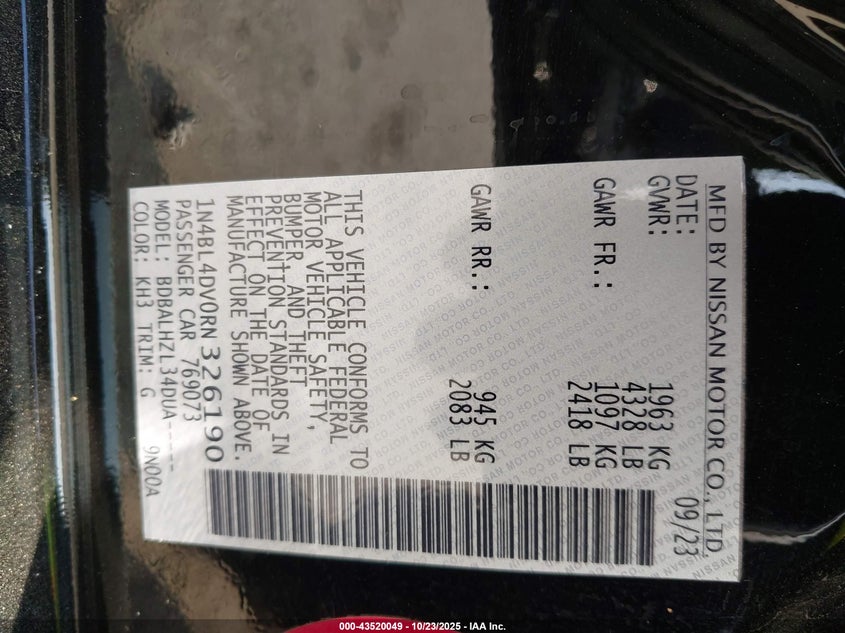 MFD BY NISSAN MOTOR CO., LTD.
DATE: 09/23
GVWR: 1963 KG
4328 LB
GAWR FR.: 1097 KG
2418 LB
GAWR RR.: 945 KG
2083 LB
THIS VEHICLE CONFORMS TO
ALL APPLICABLE FEDERAL
MOTOR VEHICLE SAFETY,
BUMPER, AND THEFT
PREVENTION STANDARDS IN
EFFECT ON THE DATE OF
MANUFACTURE SHOWN ABOVE.
1N4BL4DV0RN326190
PASSENGER CAR 769073
MODEL: BDBALHZL34DUA-----
COLOR: KH3 TRIM: G 9N00A
000-43520049 - 10/23/2025 - IAA Inc.